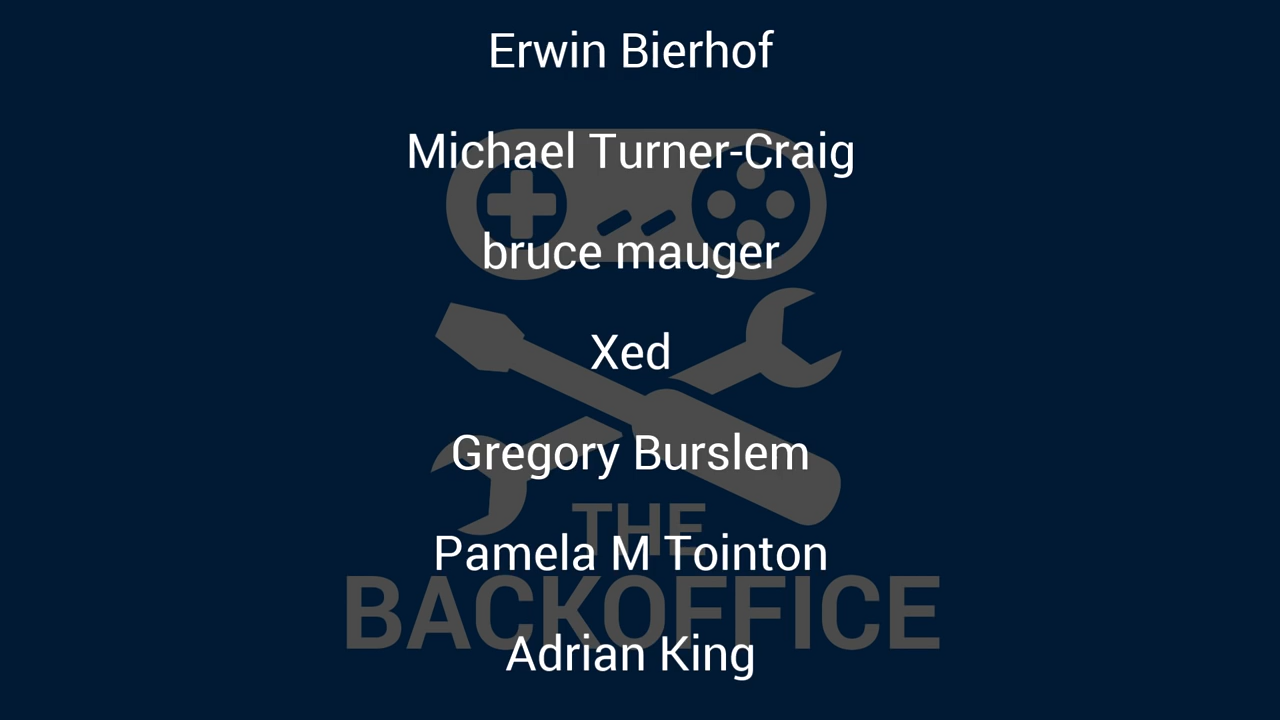 Erwin Bierhof
Michael Turner-Craig
bruce mauger
Xed
Gregory Burslem
THE
Pamela M Tointon
BACKOFFICE
Adrian King